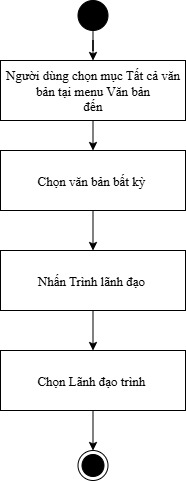 Người dùng chọn mục Tất cả văn
bản tại menu Văn bản
đến
Chọn văn bản bất kỳ
Nhấn Trình lãnh đạo
Chọn Lãnh đạo trình